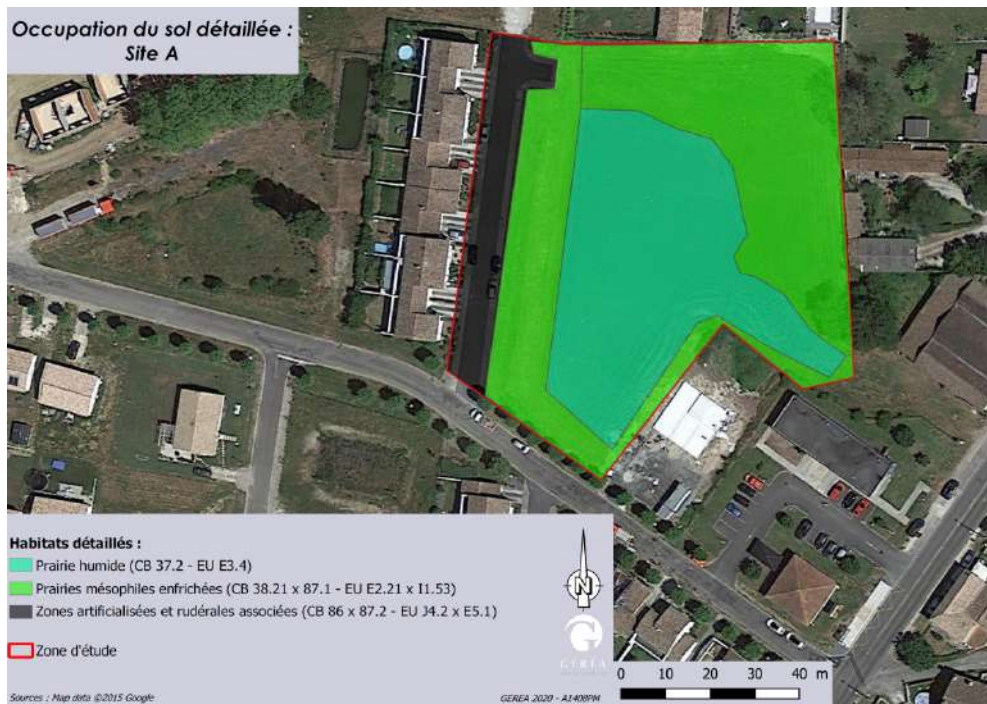 Occupation du sol détaillée :
Site A
Habitats détaillés :
Prairie humide (CB 37.2 - EU E3.4)
Prairies mésophiles enfrichées (CB 38.21 x 87.1 - EU E2.21 x I1.53)
Zones artificialisées et rudérales associées (CB 86 x 87.2 - EU J4.2 x E5.1)
Zone d'étude
N
GEREA
0 10 20 30 40 m
Sources : Map data ©2015 Google
GEREA 2020 - A1408PM